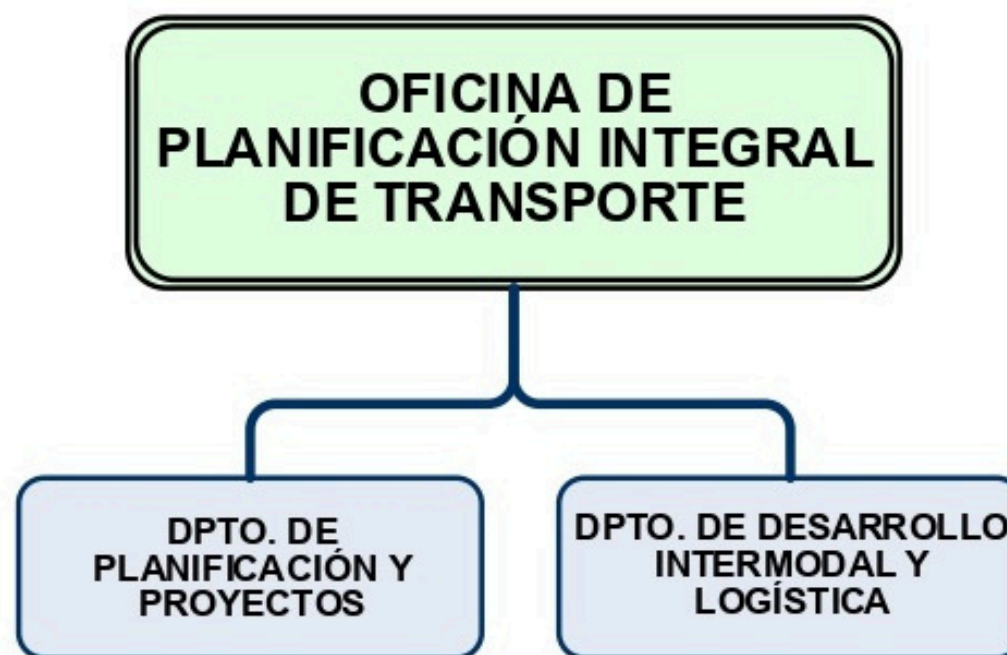 OFICINA DE
PLANIFICACIÓN INTEGRAL
DE TRANSPORTE
DPTO. DE
PLANIFICACIÓN Y
PROYECTOS
DPTO. DE DESARROLLO
INTERMODAL Y
LOGÍSTICA